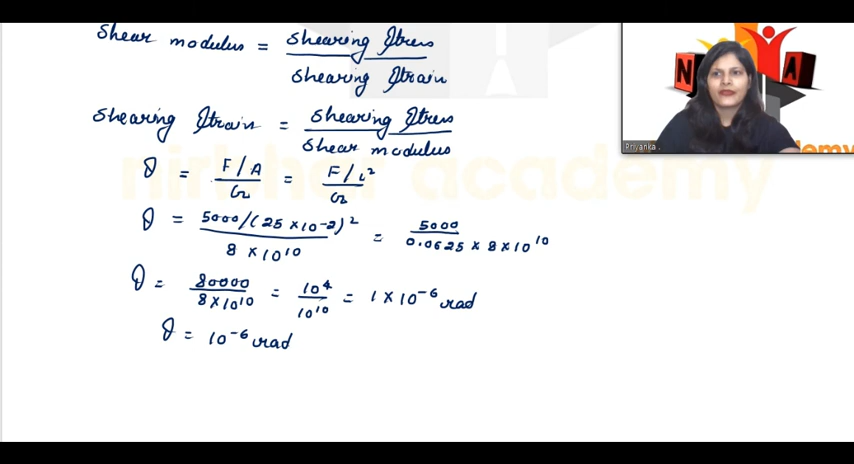 Shear modulus = shearing stress / shearing strain
Shearing strain = shearing stress / shear modulus
θ = F/A / G = F/L² / G
θ = 5000/(25 × 10-2)² / 8 × 10¹⁰ = 5000 / 0.0625 × 8 × 10¹⁰
θ = 80000 / 8 × 10¹⁰ = 10⁴ / 10¹⁰ = 1 × 10⁻⁶ rad
θ = 10⁻⁶ rad
N A
Priyanka .
academy